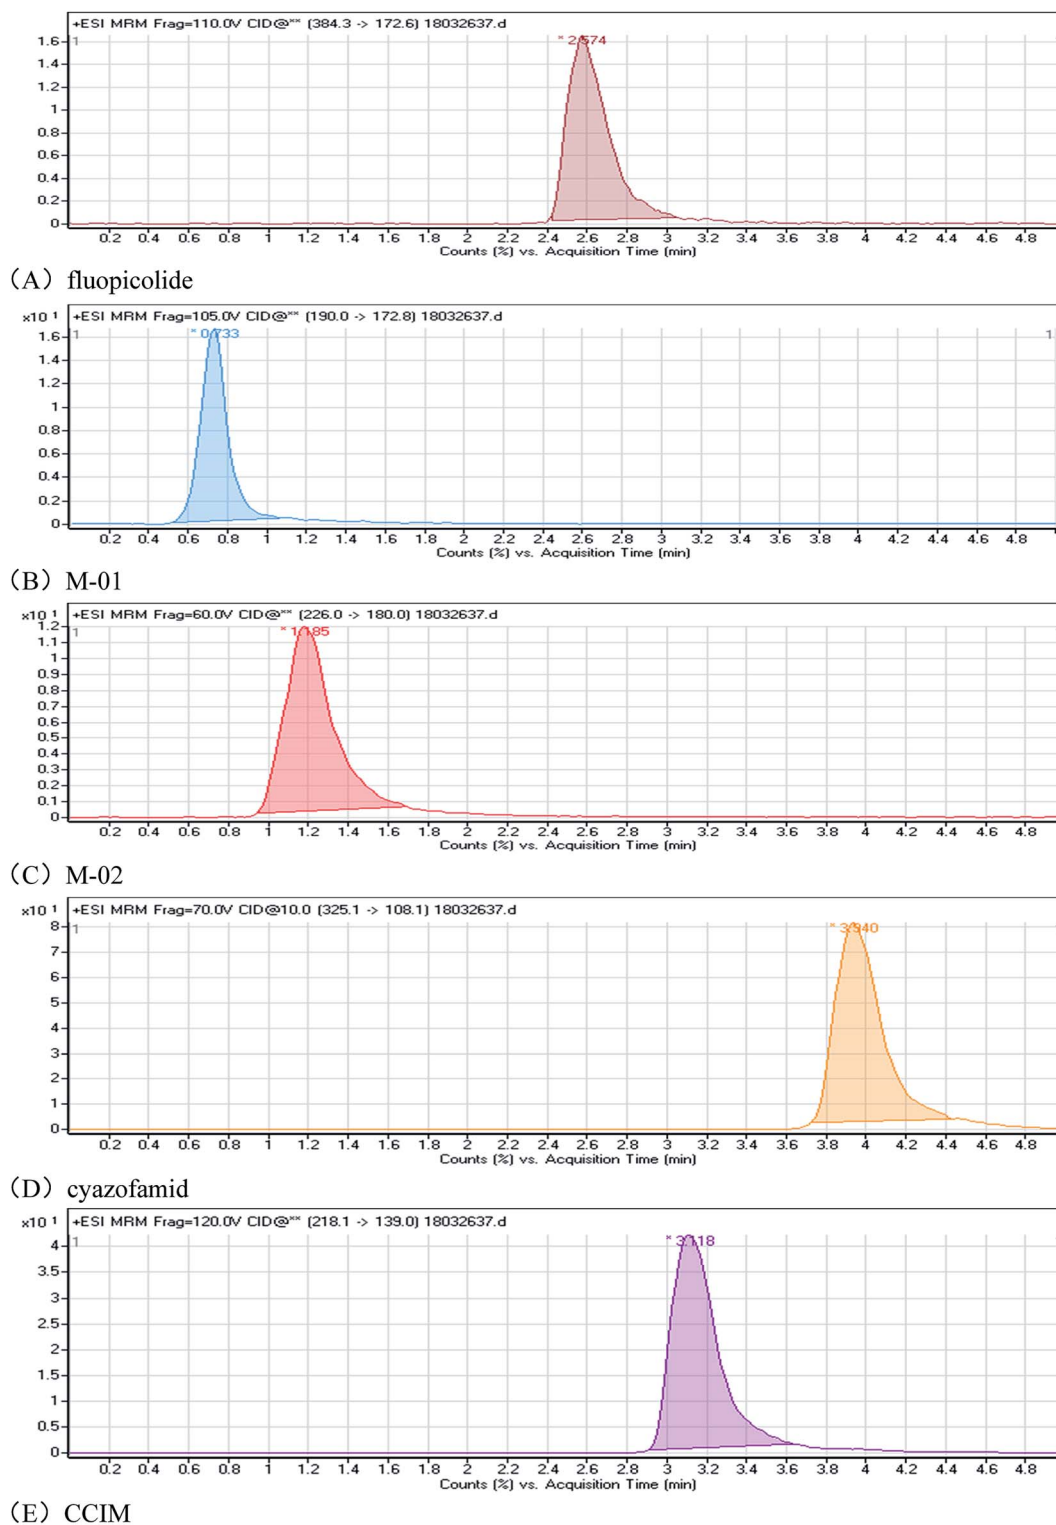 +ESI MRM Frag=110.0V CID@** (384.3 -> 172.6) 18032637.d
1
* 2.574
1.6
1.4
1.2
1
0.8
0.6
0.4
0.2
0
0.2 0.4 0.6 0.8 1 1.2 1.4 1.6 1.8 2 2.2 2.4 2.6 2.8 3 3.2 3.4 3.6 3.8 4 4.2 4.4 4.6 4.8
Counts (%) vs. Acquisition Time (min)
(A) fluopicolide
x10 1 +ESI MRM Frag=105.0V CID@** (190.0 -> 172.8) 18032637.d
1 1
* 0.733
1.6
1.4
1.2
1
0.8
0.6
0.4
0.2
0
0.2 0.4 0.6 0.8 1 1.2 1.4 1.6 1.8 2 2.2 2.4 2.6 2.8 3 3.2 3.4 3.6 3.8 4 4.2 4.4 4.6 4.8
Counts (%) vs. Acquisition Time (min)
(B) M-01
x10 1 +ESI MRM Frag=60.0V CID@** (226.0 -> 180.0) 18032637.d
1
* 1.185
1.2
1.1
1
0.9
0.8
0.7
0.6
0.5
0.4
0.3
0.2
0.1
0
0.2 0.4 0.6 0.8 1 1.2 1.4 1.6 1.8 2 2.2 2.4 2.6 2.8 3 3.2 3.4 3.6 3.8 4 4.2 4.4 4.6 4.8
Counts (%) vs. Acquisition Time (min)
(C) M-02
x10 1 +ESI MRM Frag=70.0V CID@10.0 (325.1 -> 108.1) 18032637.d
1
* 3.940
8
7
6
5
4
3
2
1
0
0.2 0.4 0.6 0.8 1 1.2 1.4 1.6 1.8 2 2.2 2.4 2.6 2.8 3 3.2 3.4 3.6 3.8 4 4.2 4.4 4.6 4.8
Counts (%) vs. Acquisition Time (min)
(D) cyazofamid
x10 1 +ESI MRM Frag=120.0V CID@** (218.1 -> 139.0) 18032637.d
1
* 3.118
4
3.5
3
2.5
2
1.5
1
0.5
0
0.2 0.4 0.6 0.8 1 1.2 1.4 1.6 1.8 2 2.2 2.4 2.6 2.8 3 3.2 3.4 3.6 3.8 4 4.2 4.4 4.6 4.8
Counts (%) vs. Acquisition Time (min)
(E) CCIM